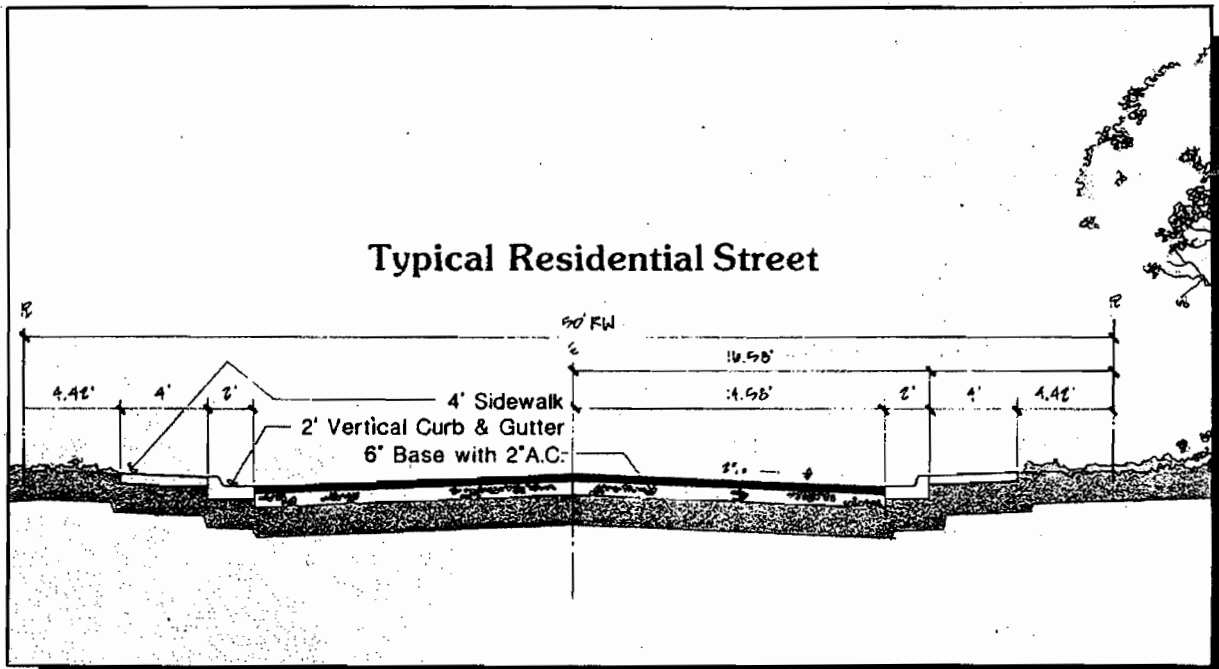 Typical Residential Street
50' RW
16.58'
4.42' 4' 2' 14.58' 2' 4' 4.42'
4' Sidewalk
2' Vertical Curb & Gutter
6" Base with 2" A.C.
2%